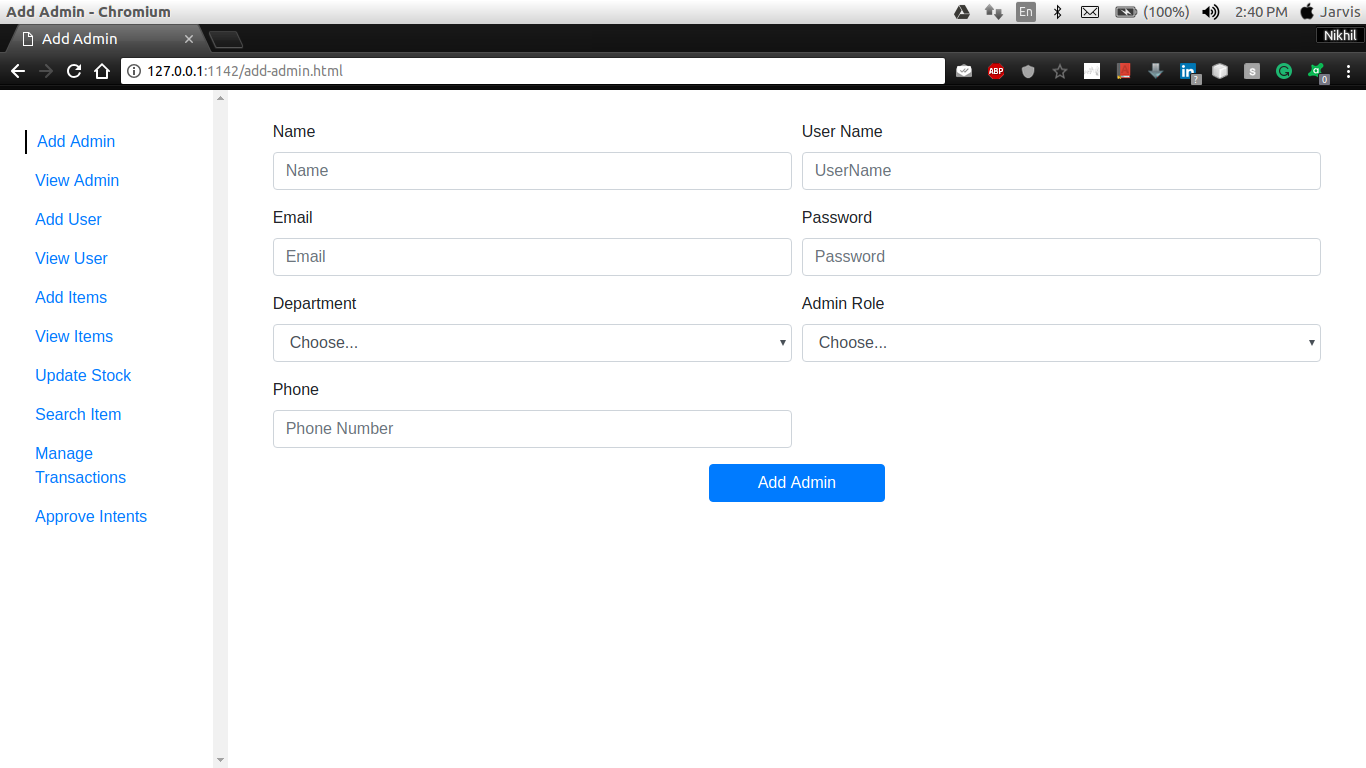 Add Admin - Chromium
En
(100%)
2:40 PM
Jarvis
Add Admin
Nikhil
127.0.0.1:1142/add-admin.html
ABP
in
?
S
G
a
0
Add Admin
View Admin
Add User
View User
Add Items
View Items
Update Stock
Search Item
Manage
Transactions
Approve Intents
Name
User Name
Name
UserName
Email
Password
Email
Password
Department
Admin Role
Choose...
Choose...
Phone
Phone Number
Add Admin